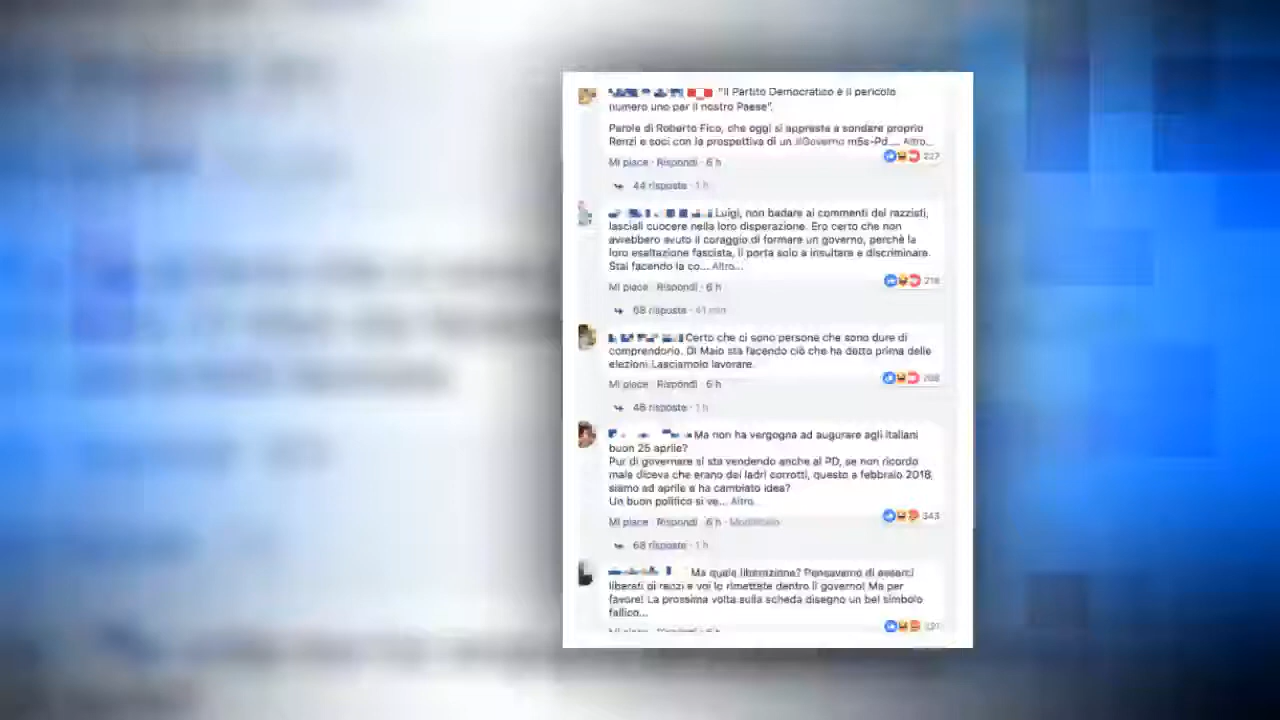 "Il Partito Democratico è il pericolo
numero uno per il nostro Paese".
Parole di Roberto Fico, che oggi si appresta a sondare proprio
Renzi e soci con la prospettiva di un #Governo m5s-Pd.... Altro...
227
Mi piace · Rispondi · 6 h
44 risposte · 1 h
Luigi, non badare ai commenti dei razzisti,
lasciali cuocere nella loro disperazione. Ero certo che non
avrebbero avuto il coraggio di formare un governo, perchè la
loro esaltazione fascista, li porta solo a insultare e discriminare.
Stai facendo la co... Altro...
Mi piace · Rispondi · 6 h
68 risposte · 41 min
Certo che ci sono persone che sono dure di
comprendorio. Di Maio sta facendo ciò che ha detto prima delle
elezioni Lasciamolo lavorare.
Mi piace · Rispondi · 6 h
46 risposte · 1 h
Ma non ha vergogna ad augurare agli italiani
buon 25 aprile?
Pur di governare si sta vendendo anche al PD, se non ricordo
male diceva che erano dei ladri corrotti, questo a febbraio 2018,
siamo ad aprile e ha cambiato idea?
Un buon politico si ve... Altro...
343
Mi piace · Rispondi · 6 h · Modificato
68 risposte · 1 h
Ma quale liberazione? Pensavamo di esserci
liberati di renzi e voi lo rimettete dentro il governo! Ma per
favore! La prossima volta sulla scheda disegno un bel simbolo
fallico...
Mi piace · Rispondi · 6 h